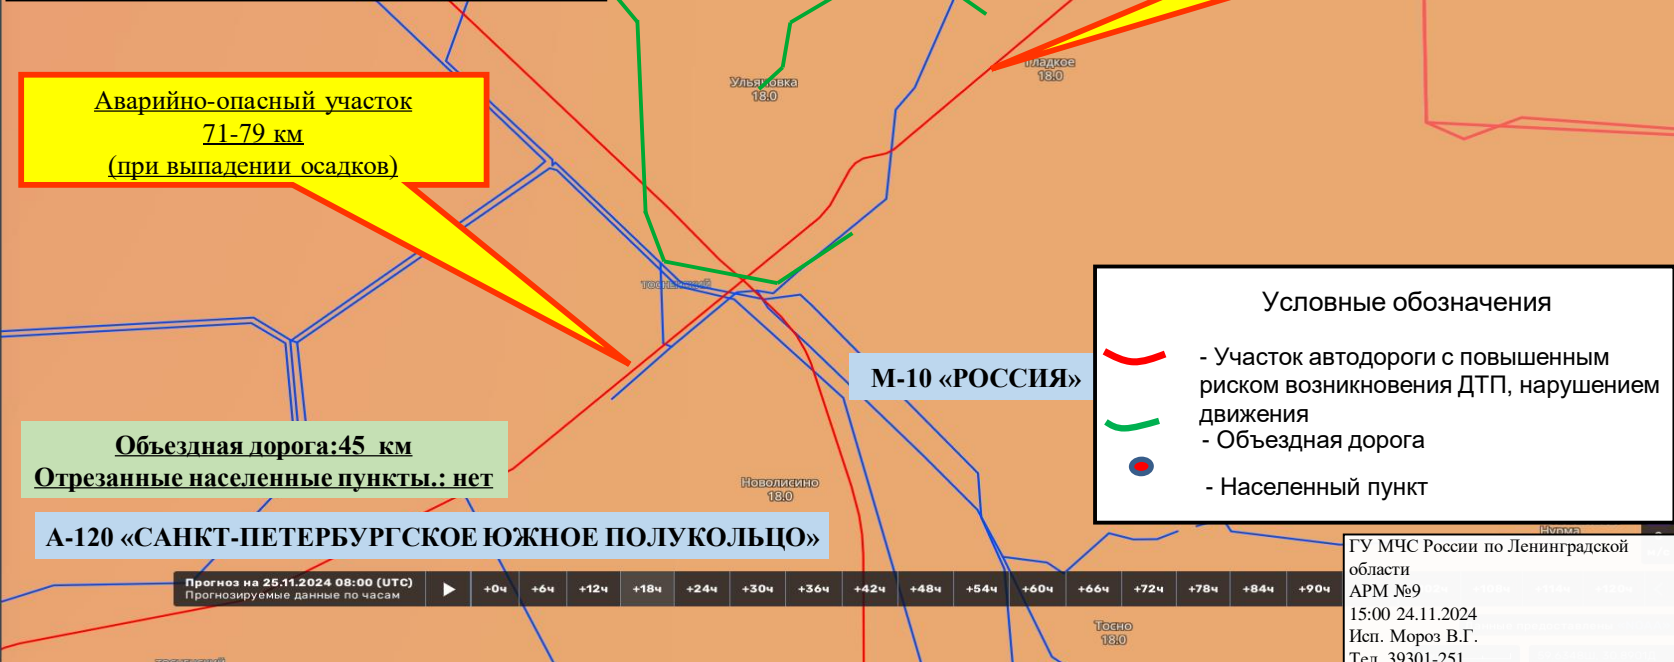 Гладкое
18.0
Ульяновка
18.0
Аварийно-опасный участок
71-79 км
(при выпадении осадков)
М-10 «РОССИЯ»
Условные обозначения
- Участок автодороги с повышенным
риском возникновения ДТП, нарушением
движения
- Объездная дорога
- Населенный пункт
Объездная дорога:45 км
Отрезанные населенные пункты.: нет
Новолисино
18.0
А-120 «САНКТ-ПЕТЕРБУРГСКОЕ ЮЖНОЕ ПОЛУКОЛЬЦО»
Нурма
Прогноз на 25.11.2024 08:00 (UTC)
Прогнозируемые данные по часам
+0ч +6ч +12ч +18ч +24ч +30ч +36ч +42ч +48ч +54ч +60ч +66ч +72ч +78ч +84ч +90ч
ГУ МЧС России по Ленинградской
области
АРМ №9
15:00 24.11.2024
Исп. Мороз В.Г.
Тел. 39301-251
Тосно
18.0